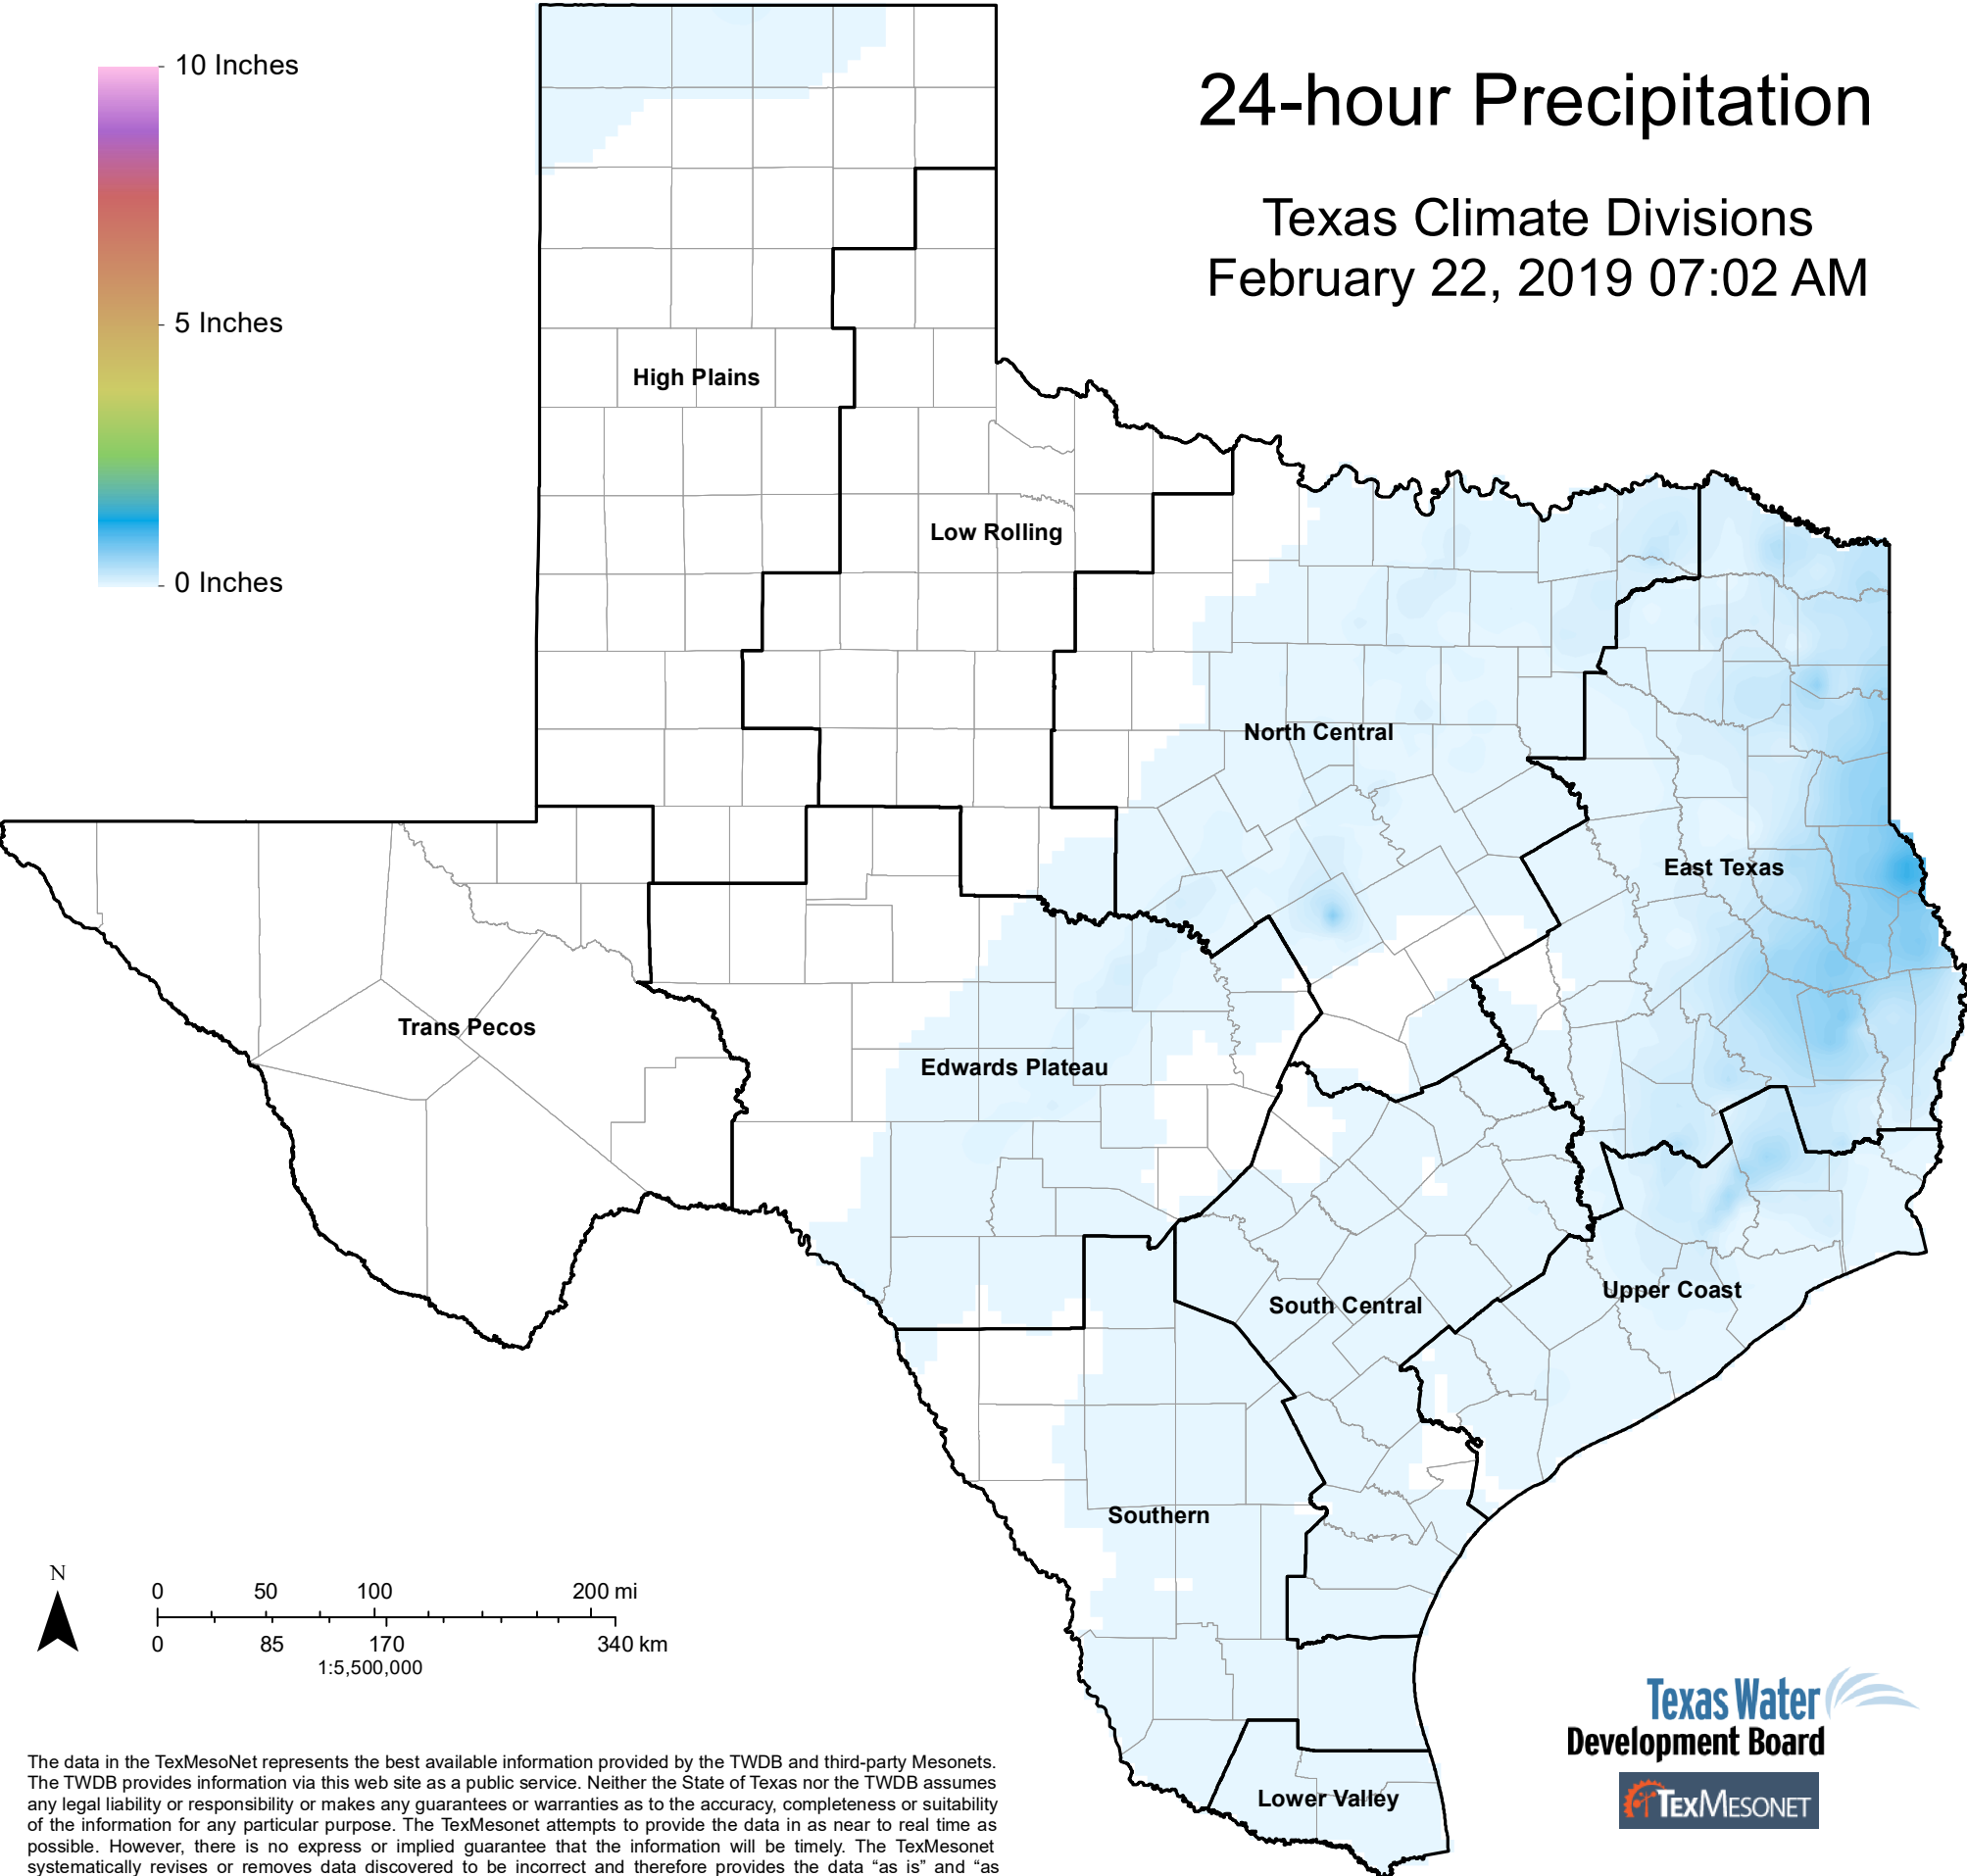 10 Inches
5 Inches
0 Inches
24-hour Precipitation
Texas Climate Divisions
February 22, 2019 07:02 AM
High Plains
Low Rolling
North Central
East Texas
Trans Pecos
Edwards Plateau
South Central
Upper Coast
Southern
Lower Valley
N
0 50 100 200 mi
0 85 170 340 km
1:5,500,000
Texas Water
Development Board
TEXMESONET
The data in the TexMesoNet represents the best available information provided by the TWDB and third-party Mesonets.
The TWDB provides information via this web site as a public service. Neither the State of Texas nor the TWDB assumes
any legal liability or responsibility or makes any guarantees or warranties as to the accuracy, completeness or suitability
of the information for any particular purpose. The TexMesonet attempts to provide the data in as near to real time as
possible. However, there is no express or implied guarantee that the information will be timely. The TexMesonet
systematically revises or removes data discovered to be incorrect and therefore provides the data “as is” and “as